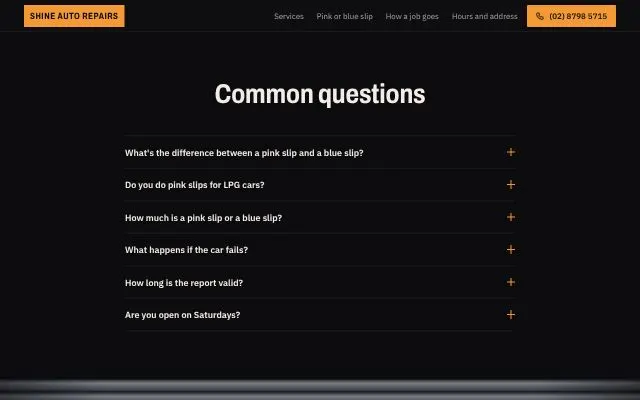 SHINE AUTO REPAIRS
Services
Pink or blue slip
How a job goes
Hours and address
(02) 8798 5715
Common questions
What's the difference between a pink slip and a blue slip?
Do you do pink slips for LPG cars?
How much is a pink slip or a blue slip?
What happens if the car fails?
How long is the report valid?
Are you open on Saturdays?